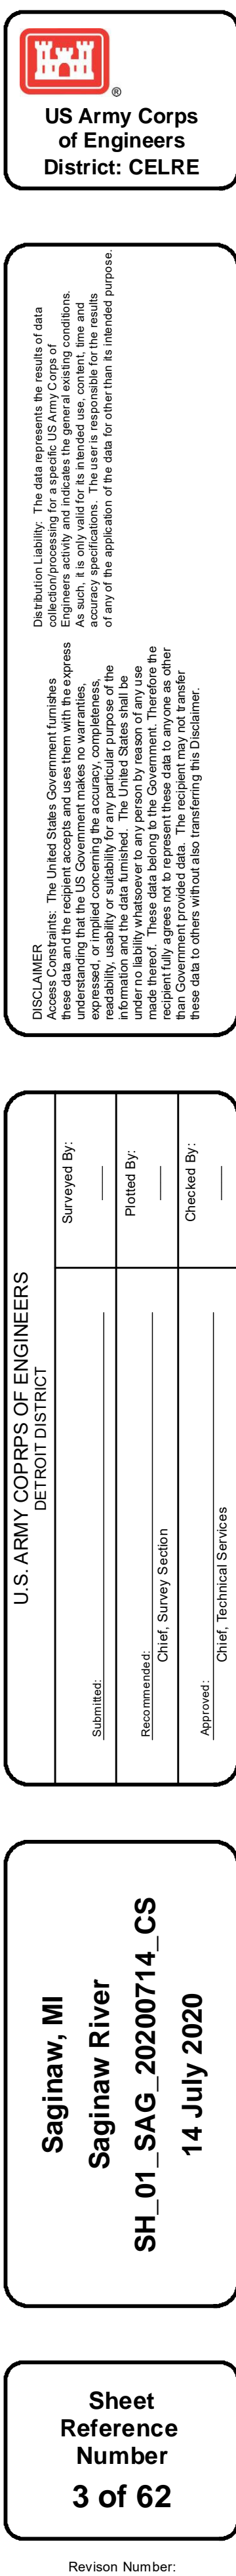 ®
US Army Corps
of Engineers
District: CELRE
DISCLAIMER
Access Constraints: The United States Government furnishes
these data and the recipient accepts and uses them with the express
understanding that the US Government makes no warranties,
expressed, or implied concerning the accuracy, completeness,
readability, usability or suitability for any particular purpose of the
information and the data furnished. The United States shall be
under no liability whatsoever to any person by reason of any use
made thereof. These data belong to the Government. Therefore the
recipient fully agrees not to represent these data to anyone as other
than Government provided data. The recipient may not transfer
these data to others without also transferring this Disclaimer.
Distribution Liability: The data represents the results of data
collection/processing for a specific US Army Corps of
Engineers activity and indicates the general existing conditions.
As such, it is only valid for its intended use, content, time and
accuracy specifications. The user is responsible for the results
of any of the application of the data for other than its intended purpose.
U.S. ARMY COPRPS OF ENGINEERS
DETROIT DISTRICT
Submitted:
Surveyed By:
Recommended:
Chief, Survey Section
Plotted By:
Approved:
Chief, Technical Services
Checked By:
Saginaw, MI
Saginaw River
SH_01_SAG_20200714_CS
14 July 2020
Sheet
Reference
Number
3 of 62
Revison Number: